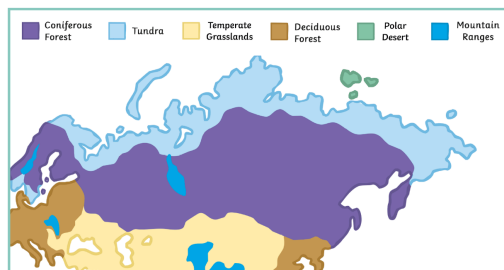 Coniferous
Forest
Tundra
Temperate
Grasslands
Deciduous
Forest
Polar
Desert
Mountain
Ranges